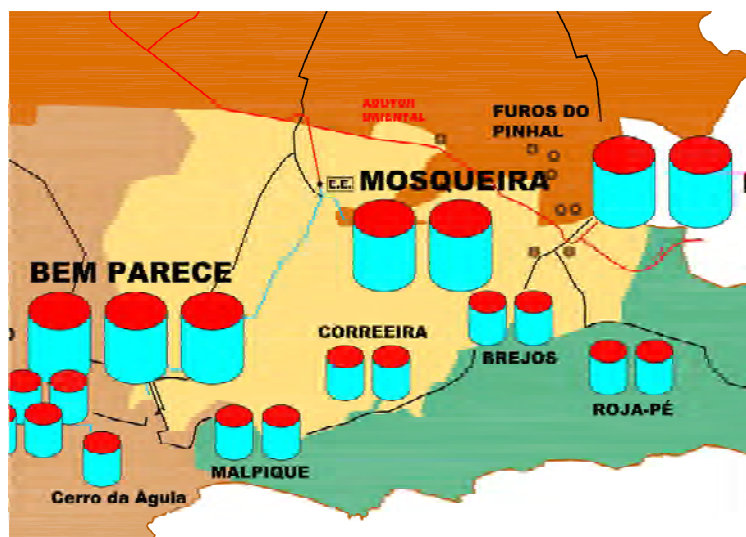 ADUTOR
ORIENTAL
FUROS DO
PINHAL
E.E.
MOSQUEIRA
BEM PARECE
CORREEIRA
BREJOS
ROJA-PÉ
MALPIQUE
Cerro da Águia